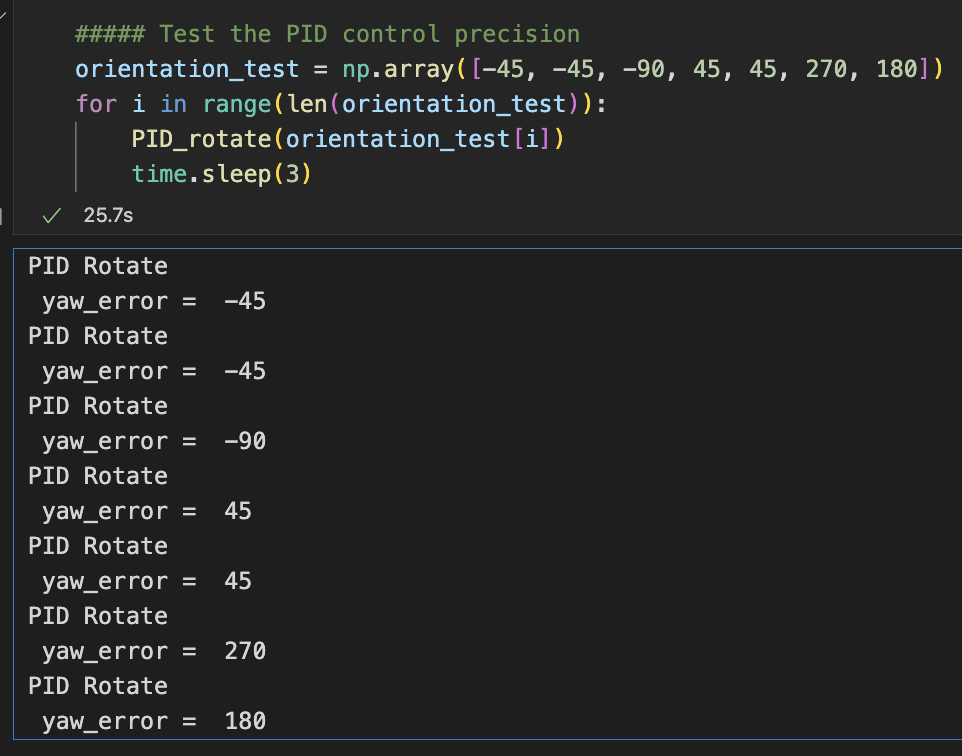 ##### Test the PID control precision
orientation_test = np.array([-45, -45, -90, 45, 45, 270, 180])
for i in range(len(orientation_test)):
    PID_rotate(orientation_test[i])
    time.sleep(3)
25.7s
PID Rotate
 yaw_error =  -45
PID Rotate
 yaw_error =  -45
PID Rotate
 yaw_error =  -90
PID Rotate
 yaw_error =  45
PID Rotate
 yaw_error =  45
PID Rotate
 yaw_error =  270
PID Rotate
 yaw_error =  180